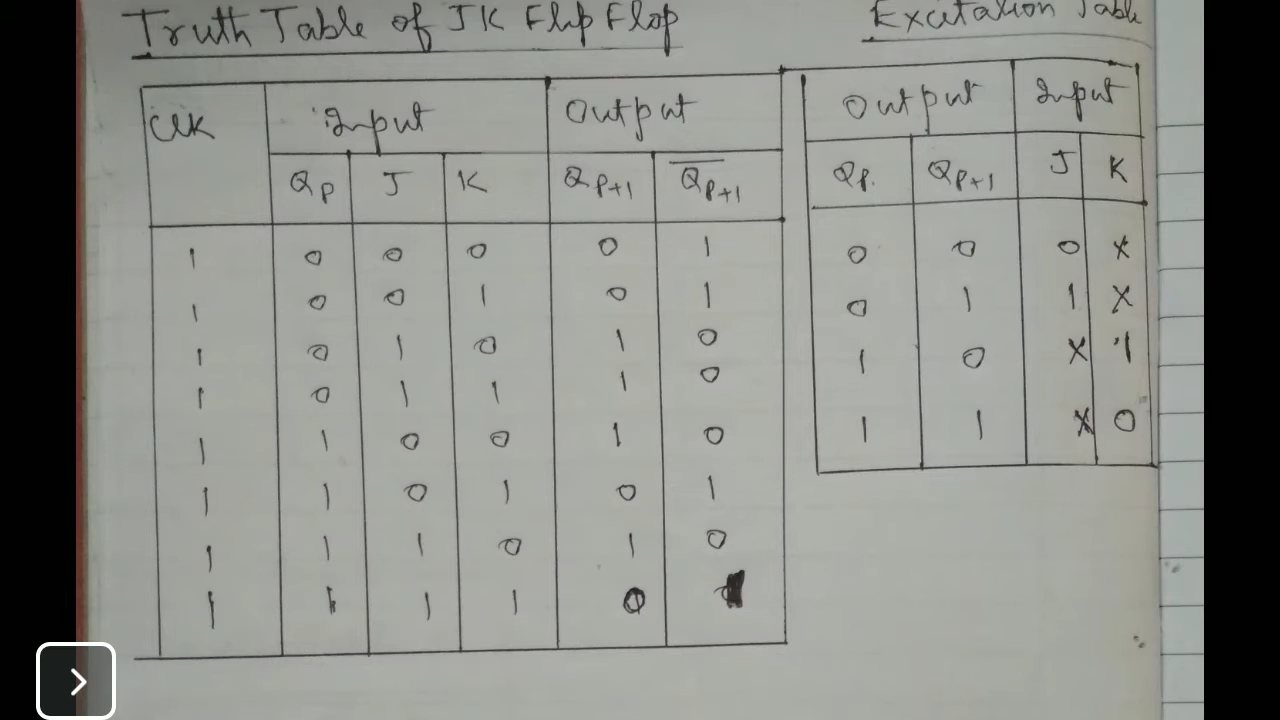 Truth Table of JK Flip Flop
Excitation Table
Clk Input Output
Qp J K Qp+1 Q̅p+1
1 0 0 0 0 1
1 0 0 1 0 1
1 0 1 0 1 0
1 0 1 1 1 0
1 1 0 0 1 0
1 1 0 1 0 1
1 1 1 0 1 0
1 1 1 1 0
Output Input
Qp. Qp+1 J K
0 0 0 x
0 1 1 x
1 0 x 1
1 1 x 0